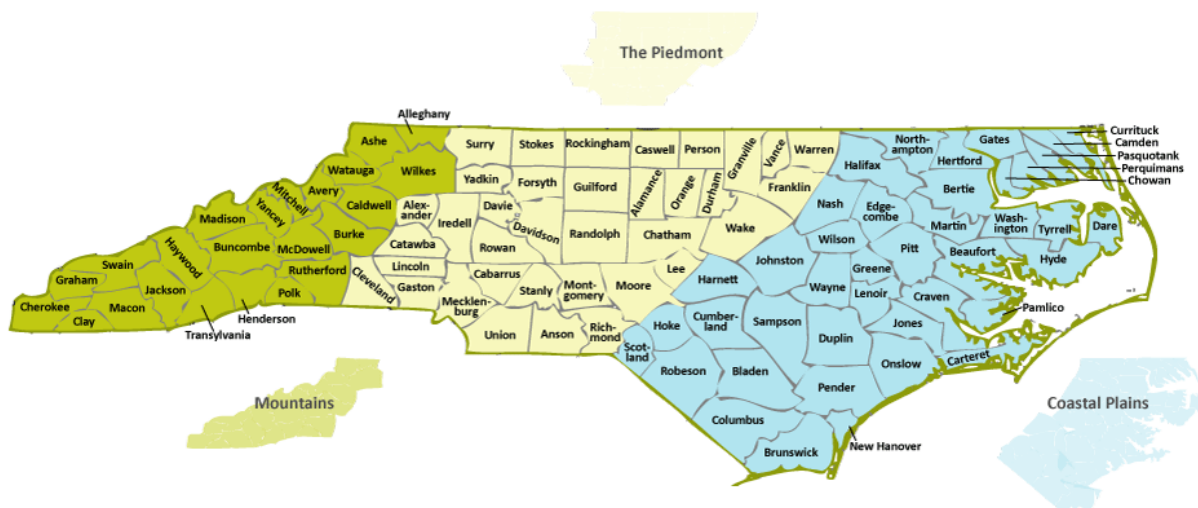 The Piedmont
Alleghany
Ashe
Surry
Stokes
Rockingham
Caswell
Person
Granville
Vance
Warren
North-
ampton
Gates
Currituck
Camden
Pasquotank
Perquimans
Chowan
Halifax
Hertford
Watauga
Wilkes
Yadkin
Forsyth
Guilford
Alamance
Orange
Durham
Franklin
Bertie
Mitchell
Avery
Yancey
Caldwell
Alex-
ander
Iredell
Davie
Davidson
Nash
Edge-
combe
Martin
Wash-
ington
Tyrrell
Dare
Madison
Buncombe
McDowell
Burke
Catawba
Rowan
Randolph
Chatham
Wake
Wilson
Pitt
Beaufort
Hyde
Haywood
Swain
Graham
Jackson
Rutherford
Cleveland
Lincoln
Gaston
Cabarrus
Stanly
Mont-
gomery
Moore
Lee
Harnett
Johnston
Wayne
Greene
Lenoir
Craven
Pamlico
Cherokee
Clay
Macon
Polk
Henderson
Transylvania
Mecklen-
burg
Union
Anson
Rich-
mond
Scot-
land
Hoke
Cumber-
land
Sampson
Duplin
Jones
Onslow
Carteret
Robeson
Bladen
Pender
Columbus
Brunswick
New Hanover
Mountains
Coastal Plains